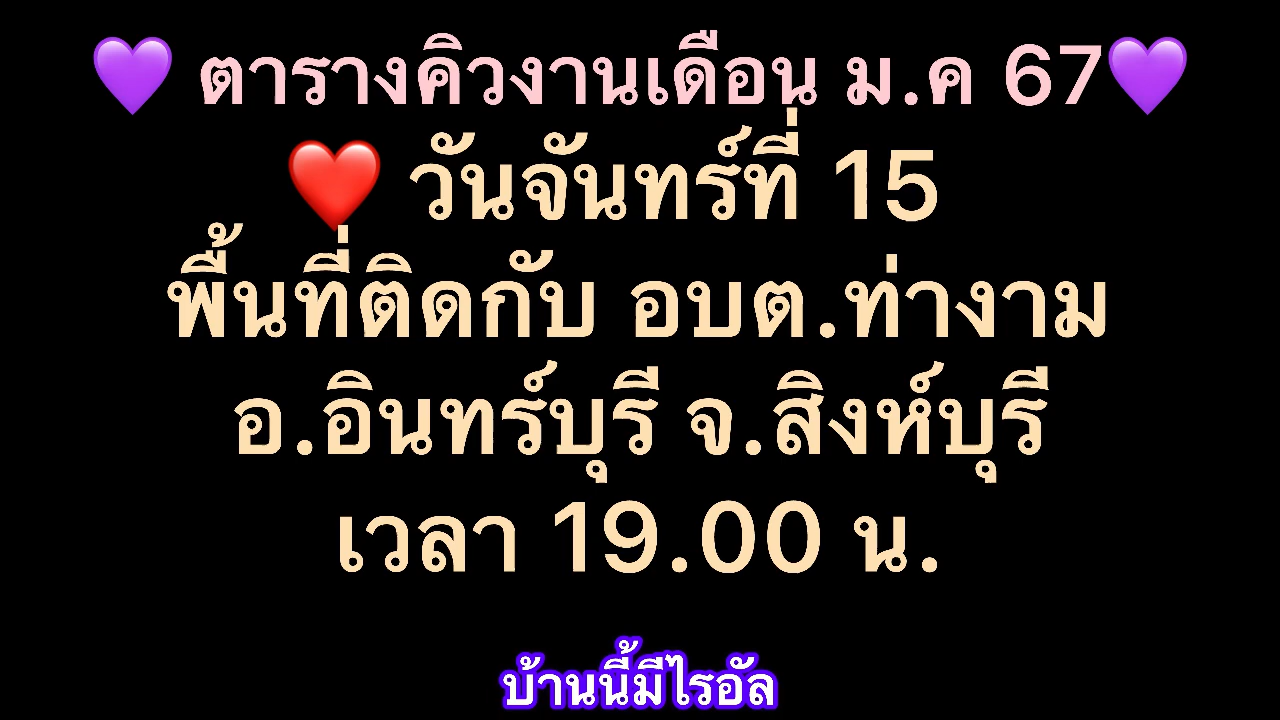 💜 ตารางคิวงานเดือน ม.ค 67💜
❤️ วันจันทร์ที่ 15
พื้นที่ติดกับ อบต.ท่างาม
อ.อินทร์บุรี จ.สิงห์บุรี
เวลา 19.00 น.
บ้านนี้มีไรอัล